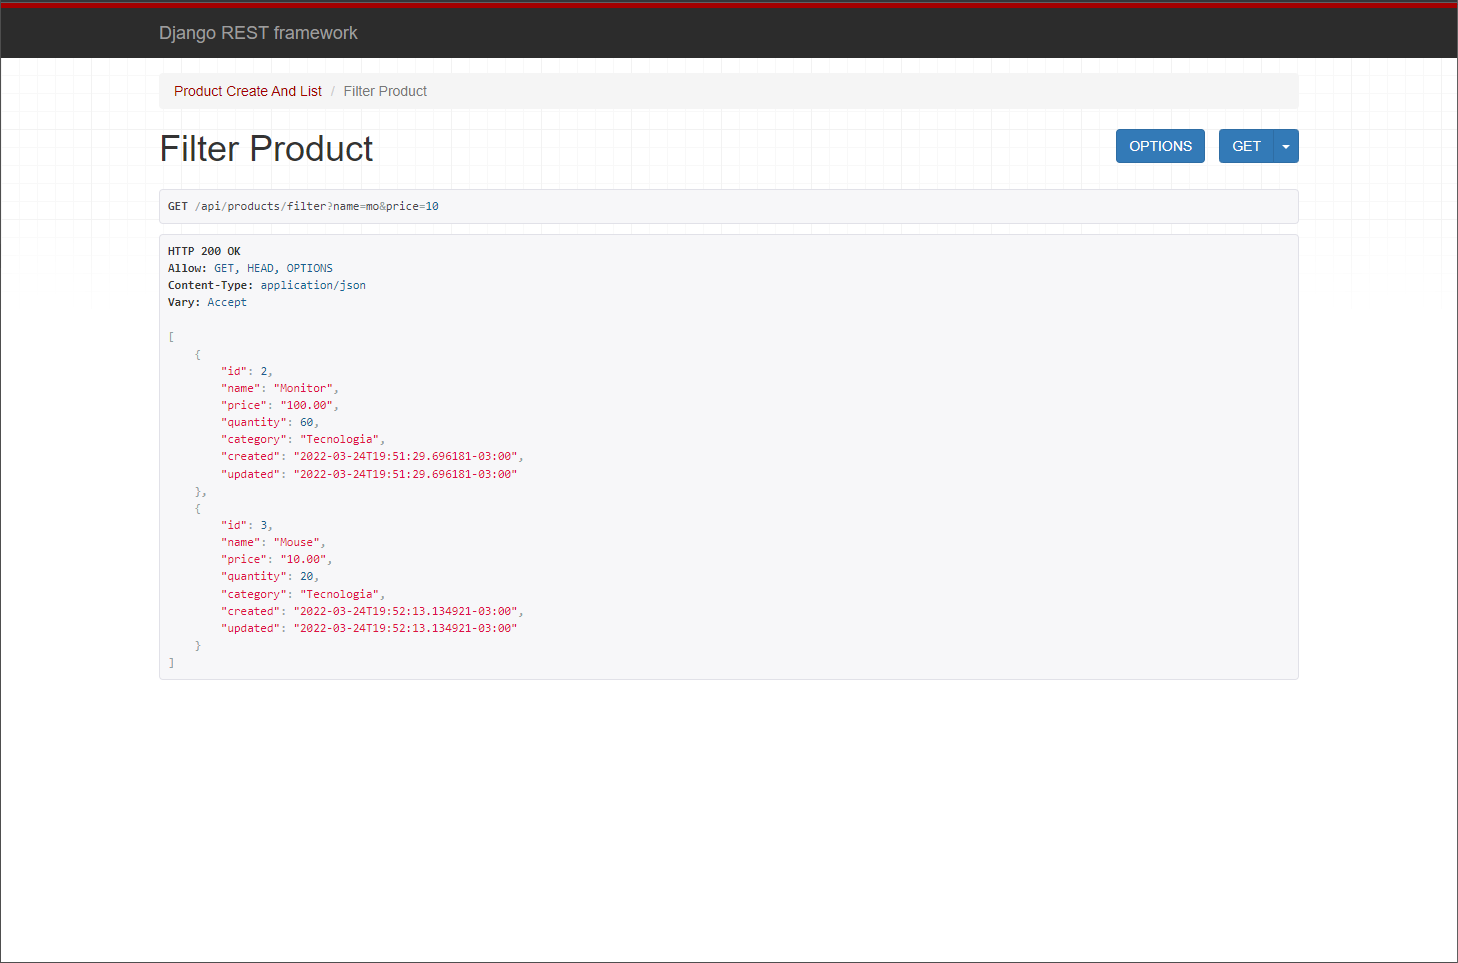 Django REST framework
Product Create And List / Filter Product
Filter Product
OPTIONS
GET
GET /api/products/filter?name=mo&price=10
HTTP 200 OK
Allow: GET, HEAD, OPTIONS
Content-Type: application/json
Vary: Accept
[
    {
        "id": 2,
        "name": "Monitor",
        "price": "100.00",
        "quantity": 60,
        "category": "Tecnologia",
        "created": "2022-03-24T19:51:29.696181-03:00",
        "updated": "2022-03-24T19:51:29.696181-03:00"
    },
    {
        "id": 3,
        "name": "Mouse",
        "price": "10.00",
        "quantity": 20,
        "category": "Tecnologia",
        "created": "2022-03-24T19:52:13.134921-03:00",
        "updated": "2022-03-24T19:52:13.134921-03:00"
    }
]